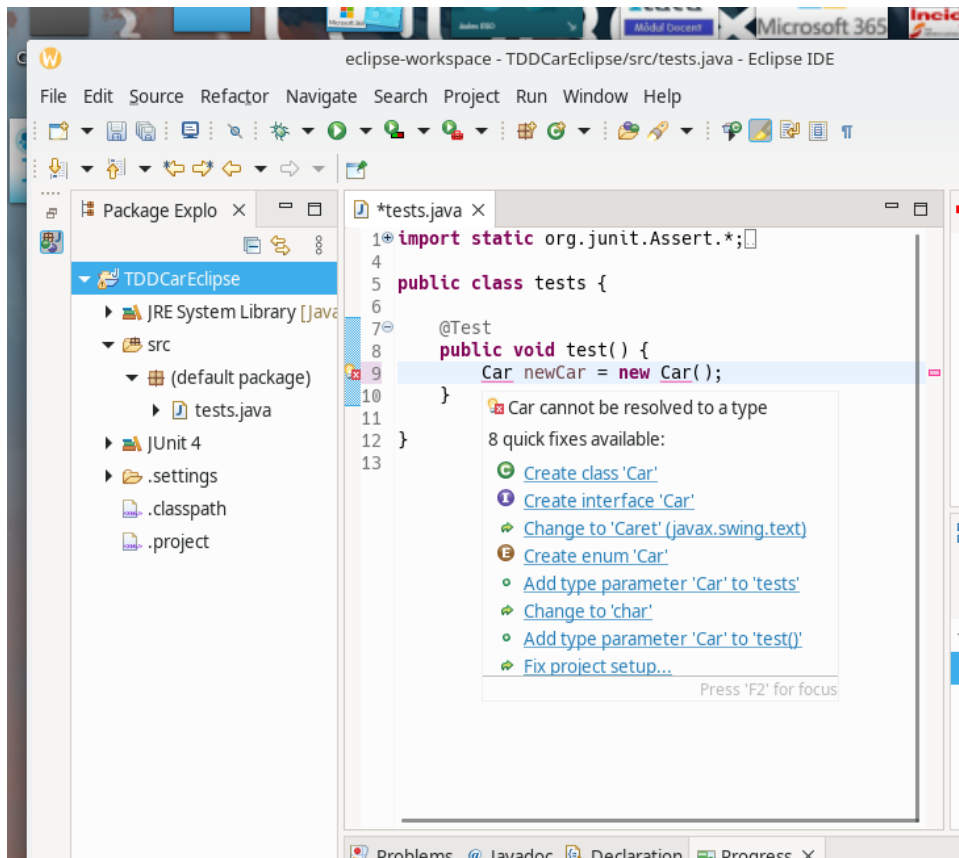 Mòdul Docent
Microsoft 365
eclipse-workspace - TDDCarEclipse/src/tests.java - Eclipse IDE
File Edit Source Refactor Navigate Search Project Run Window Help
Package Explo
*tests.java
TDDCarEclipse
JRE System Library [Java
src
(default package)
tests.java
JUnit 4
.settings
.classpath
.project
1 import static org.junit.Assert.*;
4
5 public class tests {
6
7 @Test
8 public void test() {
9 Car newCar = new Car();
10 }
11
12 }
13
Car cannot be resolved to a type
8 quick fixes available:
Create class 'Car'
Create interface 'Car'
Change to 'Caret' (javax.swing.text)
Create enum 'Car'
Add type parameter 'Car' to 'tests'
Change to 'char'
Add type parameter 'Car' to 'test()'
Fix project setup...
Press 'F2' for focus
Problems @ Javadoc Declaration Progress